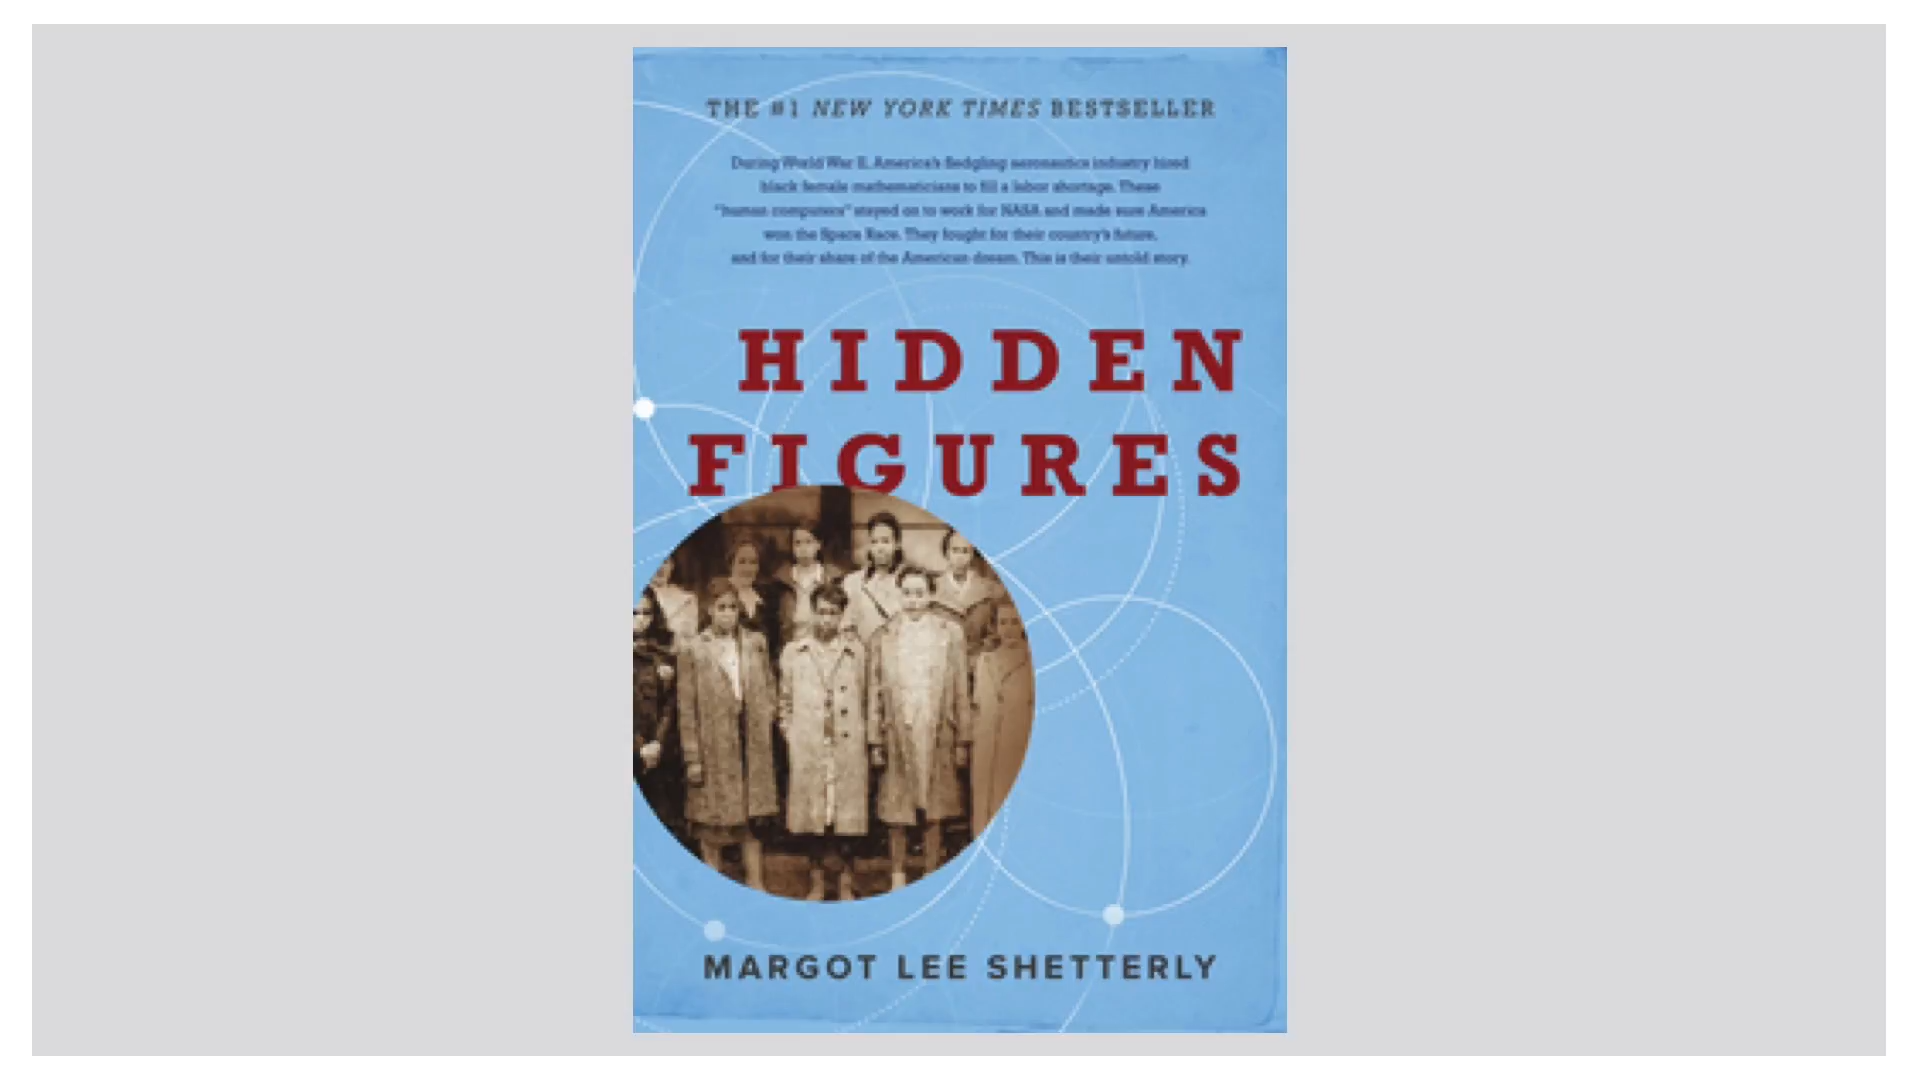 THE #1 NEW YORK TIMES BESTSELLER
During World War II, America's fledgling aeronautics industry hired
black female mathematicians to fill a labor shortage. These
"human computers" stayed on to work for NASA and made sure America
won the Space Race. They fought for their country's future,
and for their share of the American dream. This is their untold story.
HIDDEN
FIGURES
MARGOT LEE SHETTERLY